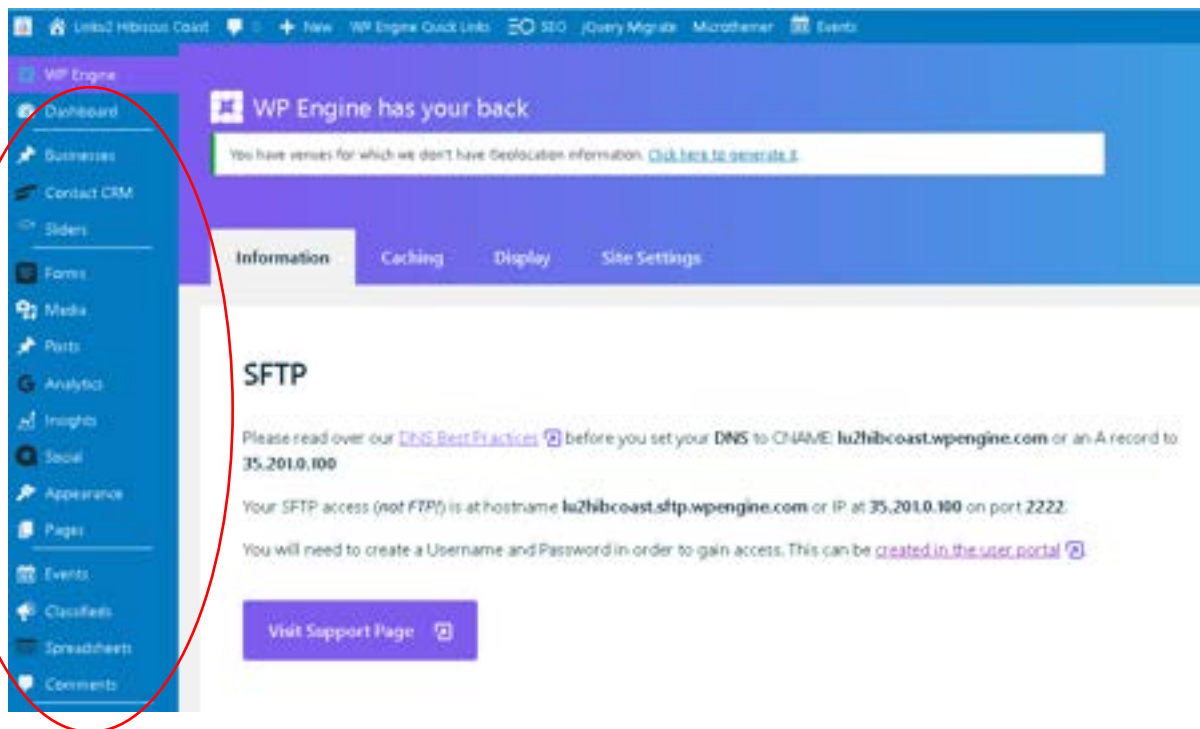 Links2 Hibiscus Coast + New WP Engine Quick Links SEO jQuery Migrate Microthemer Events
WP Engine
Dashboard
Businesses
Contact CRM
Sliders
Forms
Media
Posts
Analytics
Insights
Social
Appearance
Pages
Events
Classifieds
Spreadsheets
Comments
WP Engine has your back
You have venues for which we don't have Geolocation information. Click here to generate it.
Information Caching Display Site Settings
SFTP
Please read over our DNS Best Practices before you set your DNS to CNAME: lu2hibcoast.wpengine.com or an A record to
35.201.0.100
Your SFTP access (not FTP!) is at hostname lu2hibcoast.sftp.wpengine.com or IP at 35.201.0.100 on port 2222.
You will need to create a Username and Password in order to gain access. This can be created in the user portal.
Visit Support Page